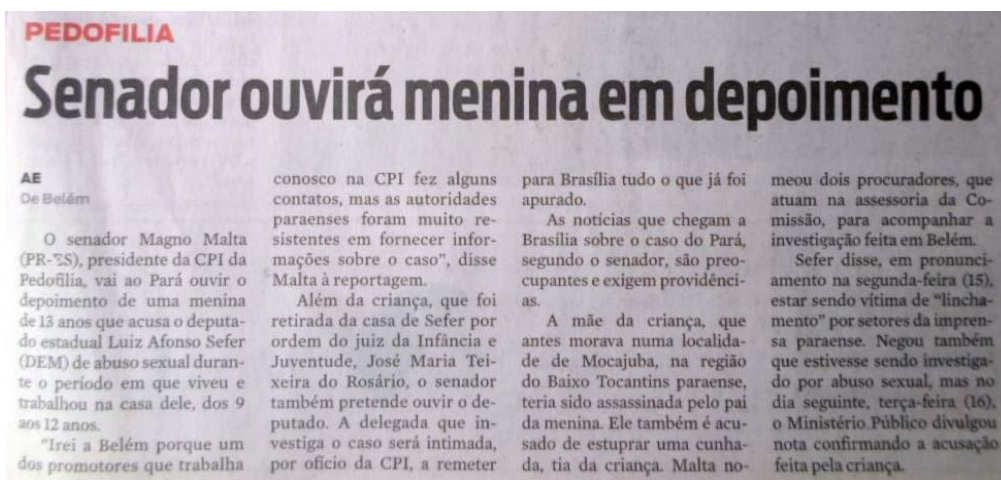 PEDOFILIA
Senador ouvirá menina em depoimento
AE
De Belém
O senador Magno Malta
(PR-ES), presidente da CPI da
Pedofilia, vai ao Pará ouvir o
depoimento de uma menina
de 13 anos que acusa o deputa-
do estadual Luiz Afonso Sefer
(DEM) de abuso sexual duran-
te o período em que viveu e
trabalhou na casa dele, dos 9
aos 12 anos.
"Irei a Belém porque um
dos promotores que trabalha
conosco na CPI fez alguns
contatos, mas as autoridades
paraenses foram muito re-
sistentes em fornecer infor-
mações sobre o caso", disse
Malta à reportagem.
Além da criança, que foi
retirada da casa de Sefer por
ordem do juiz da Infância e
Juventude, José Maria Tei-
xeira do Rosário, o senador
também pretende ouvir o de-
putado. A delegada que in-
vestiga o caso será intimada,
por ofício da CPI, a remeter
para Brasília tudo o que já foi
apurado.
As notícias que chegam a
Brasília sobre o caso do Pará,
segundo o senador, são preo-
cupantes e exigem providênci-
as.
A mãe da criança, que
antes morava numa localida-
de de Mocajuba, na região
do Baixo Tocantins paraense,
teria sido assassinada pelo pai
da menina. Ele também é acu-
sado de estuprar uma cunha-
da, tia da criança. Malta no-
meou dois procuradores, que
atuam na assessoria da Co-
missão, para acompanhar a
investigação feita em Belém.
Sefer disse, em pronunci-
amento na segunda-feira (15),
estar sendo vítima de "lincha-
mento" por setores da impren-
sa paraense. Negou também
que estivesse sendo investiga-
do por abuso sexual, mas no
dia seguinte, terça-feira (16),
o Ministério Público divulgou
nota confirmando a acusação
feita pela criança.